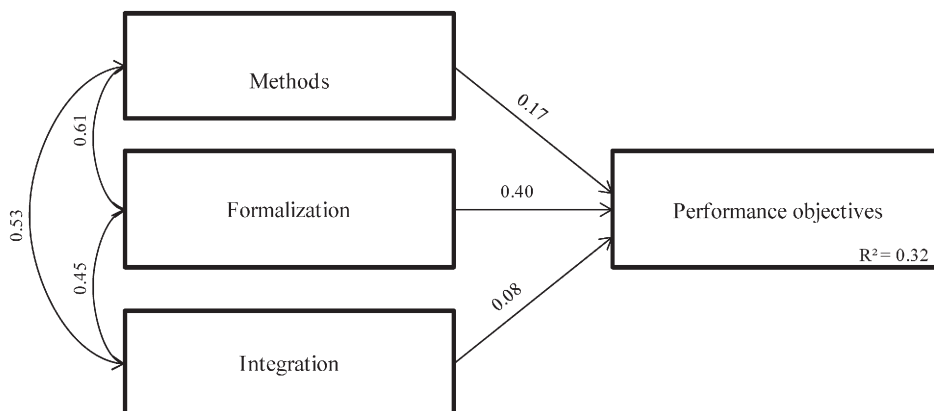 Methods
0.17
0.61
Formalization
0.40
Performance objectives
R² = 0.32
0.53
0.45
0.08
Integration